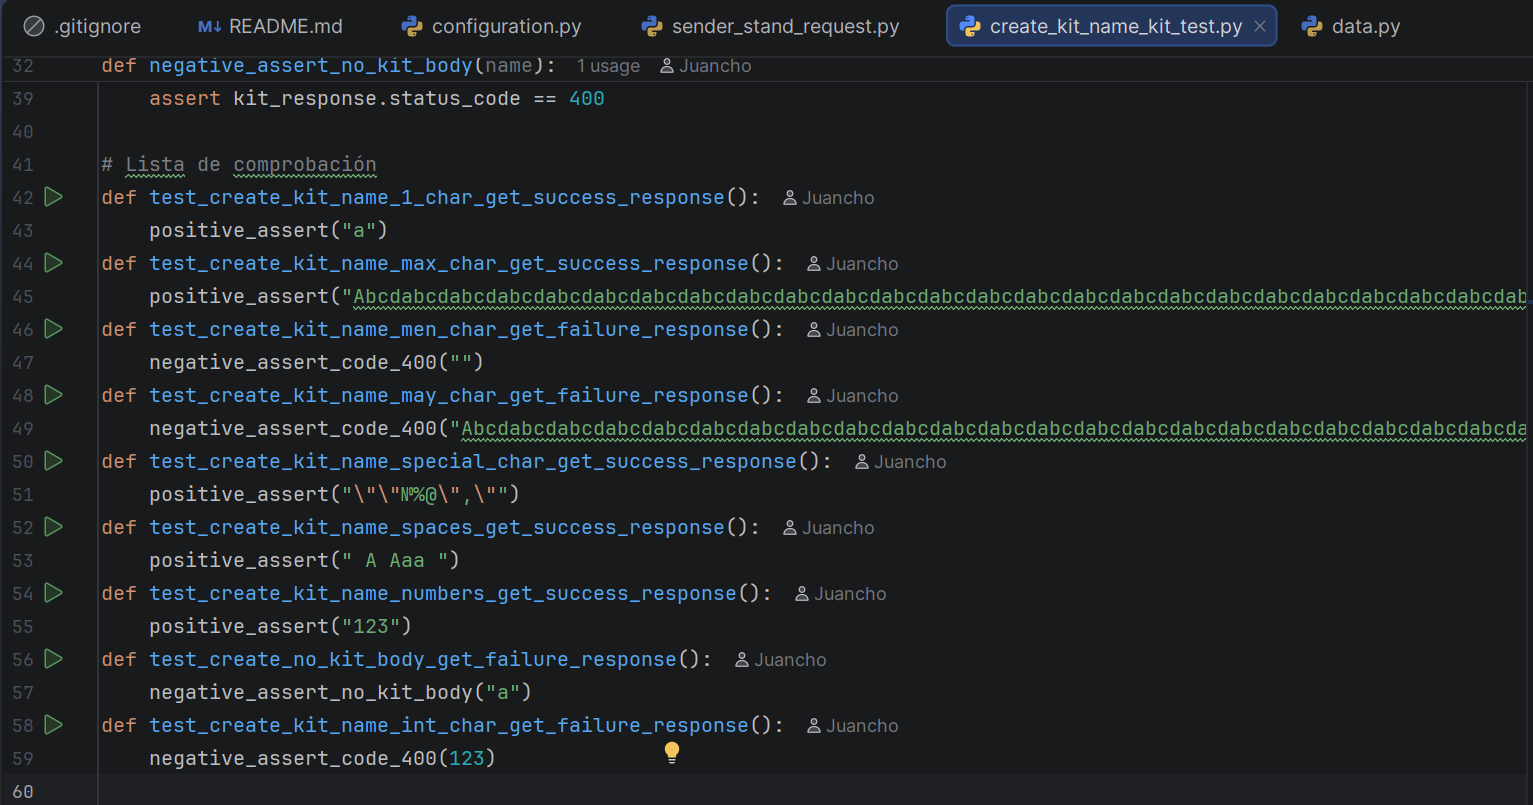 .gitignore README.md configuration.py sender_stand_request.py create_kit_name_kit_test.py data.py
32 def negative_assert_no_kit_body(name): 1 usage Juancho
39 assert kit_response.status_code == 400
40
41 # Lista de comprobación
42 def test_create_kit_name_1_char_get_success_response(): Juancho
43 positive_assert("a")
44 def test_create_kit_name_max_char_get_success_response(): Juancho
45 positive_assert("Abcdabcdabcdabcdabcdabcdabcdabcdabcdabcdabcdabcdabcdabcdabcdabcdabcdabcdabcdabcdabcdabcdabcdabcdab
46 def test_create_kit_name_men_char_get_failure_response(): Juancho
47 negative_assert_code_400("")
48 def test_create_kit_name_may_char_get_failure_response(): Juancho
49 negative_assert_code_400("Abcdabcdabcdabcdabcdabcdabcdabcdabcdabcdabcdabcdabcdabcdabcdabcdabcdabcdabcdabcdabcdabcda
50 def test_create_kit_name_special_char_get_success_response(): Juancho
51 positive_assert("\"\"№%@\",\"")
52 def test_create_kit_name_spaces_get_success_response(): Juancho
53 positive_assert(" A Aaa ")
54 def test_create_kit_name_numbers_get_success_response(): Juancho
55 positive_assert("123")
56 def test_create_no_kit_body_get_failure_response(): Juancho
57 negative_assert_no_kit_body("a")
58 def test_create_kit_name_int_char_get_failure_response(): Juancho
59 negative_assert_code_400(123)
60